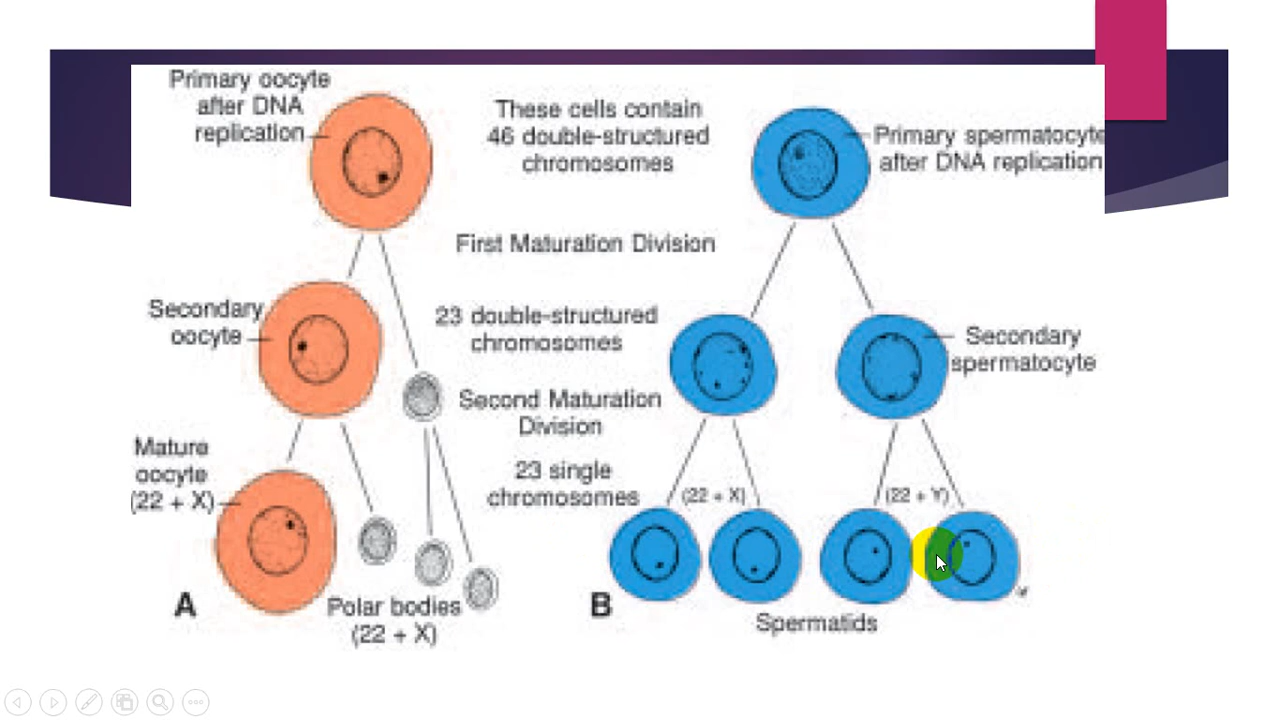 Primary oocyte
after DNA
replication
These cells contain
46 double-structured
chromosomes
Primary spermatocyte
after DNA replication
First Maturation Division
Secondary
oocyte
23 double-structured
chromosomes
Secondary
spermatocyte
Second Maturation
Division
Mature
oocyte
(22 + X)
23 single
chromosomes
(22 + X)
(22 + Y)
A
Polar bodies
(22 + X)
B
Spermatids